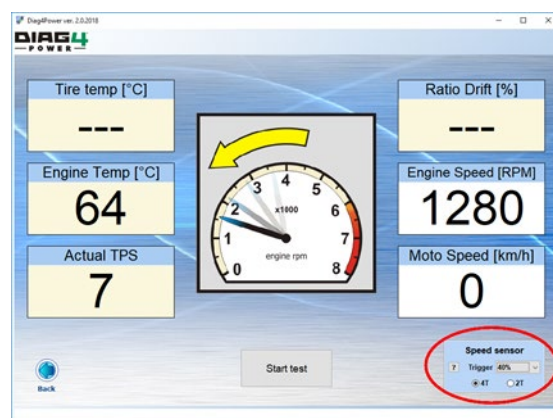 Diag4Power ver. 2.0.2018
DIAG4
POWER
Tire temp [°C]
---
Engine Temp [°C]
64
Actual TPS
7
0
1
2
3
4
5
6
7
8
x1000
engine rpm
Ratio Drift [%]
---
Engine Speed [RPM]
1280
Moto Speed [km/h]
0
Back
Start test
Speed sensor
? Trigger 40%
4T 2T